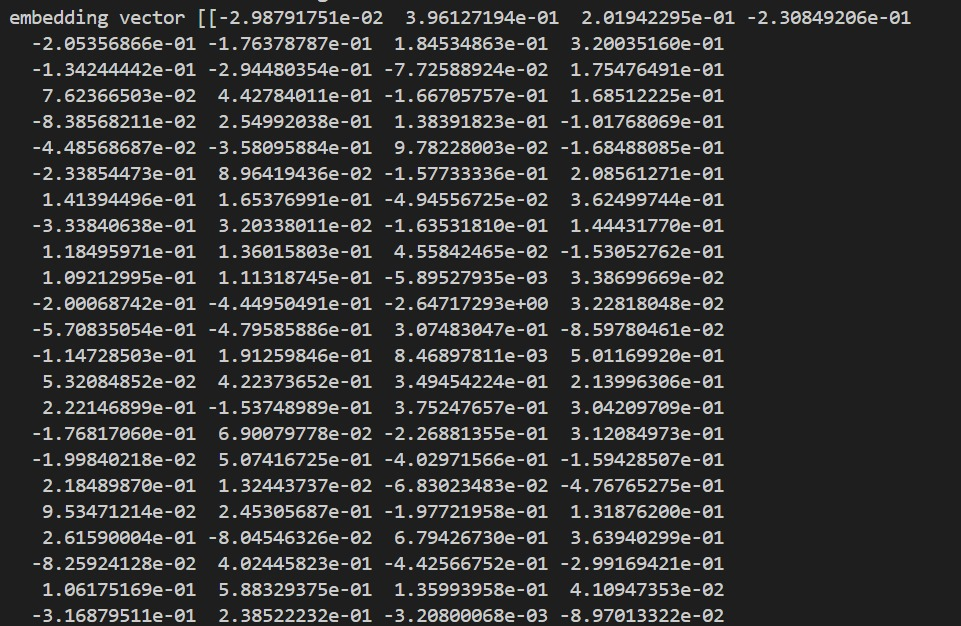 embedding vector [[-2.98791751e-02 3.96127194e-01 2.01942295e-01 -2.30849206e-01
-2.05356866e-01 -1.76378787e-01 1.84534863e-01 3.20035160e-01
-1.34244442e-01 -2.94480354e-01 -7.72588924e-02 1.75476491e-01
7.62366503e-02 4.42784011e-01 -1.66705757e-01 1.68512225e-01
-8.38568211e-02 2.54992038e-01 1.38391823e-01 -1.01768069e-01
-4.48568687e-02 -3.58095884e-01 9.78228003e-02 -1.68488085e-01
-2.33854473e-01 8.96419436e-02 -1.57733336e-01 2.08561271e-01
1.41394496e-01 1.65376991e-01 -4.94556725e-02 3.62499744e-01
-3.33840638e-01 3.20338011e-02 -1.63531810e-01 1.44431770e-01
1.18495971e-01 1.36015803e-01 4.55842465e-02 -1.53052762e-01
1.09212995e-01 1.11318745e-01 -5.89527935e-03 3.38699669e-02
-2.00068742e-01 -4.44950491e-01 -2.64717293e+00 3.22818048e-02
-5.70835054e-01 -4.79585886e-01 3.07483047e-01 -8.59780461e-02
-1.14728503e-01 1.91259846e-01 8.46897811e-03 5.01169920e-01
5.32084852e-02 4.22373652e-01 3.49454224e-01 2.13996306e-01
2.22146899e-01 -1.53748989e-01 3.75247657e-01 3.04209709e-01
-1.76817060e-01 6.90079778e-02 -2.26881355e-01 3.12084973e-01
-1.99840218e-02 5.07416725e-01 -4.02971566e-01 -1.59428507e-01
2.18489870e-01 1.32443737e-02 -6.83023483e-02 -4.76765275e-01
9.53471214e-02 2.45305687e-01 -1.97721958e-01 1.31876200e-01
2.61590004e-01 -8.04546326e-02 6.79426730e-01 3.63940299e-01
-8.25924128e-02 4.02445823e-01 -4.42566752e-01 -2.99169421e-01
1.06175169e-01 5.88329375e-01 1.35993958e-01 4.10947353e-02
-3.16879511e-01 2.38522232e-01 -3.20800068e-03 -8.97013322e-02